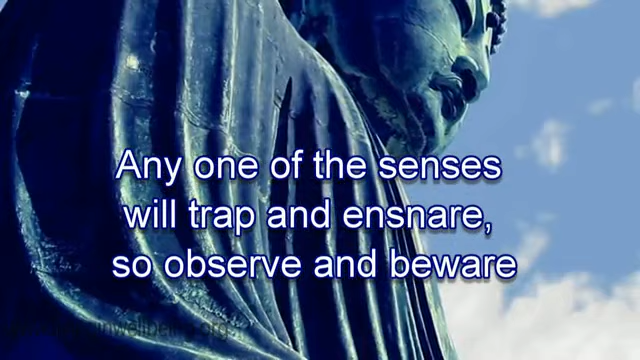 Any one of the senses
will trap and ensnare,
so observe and beware